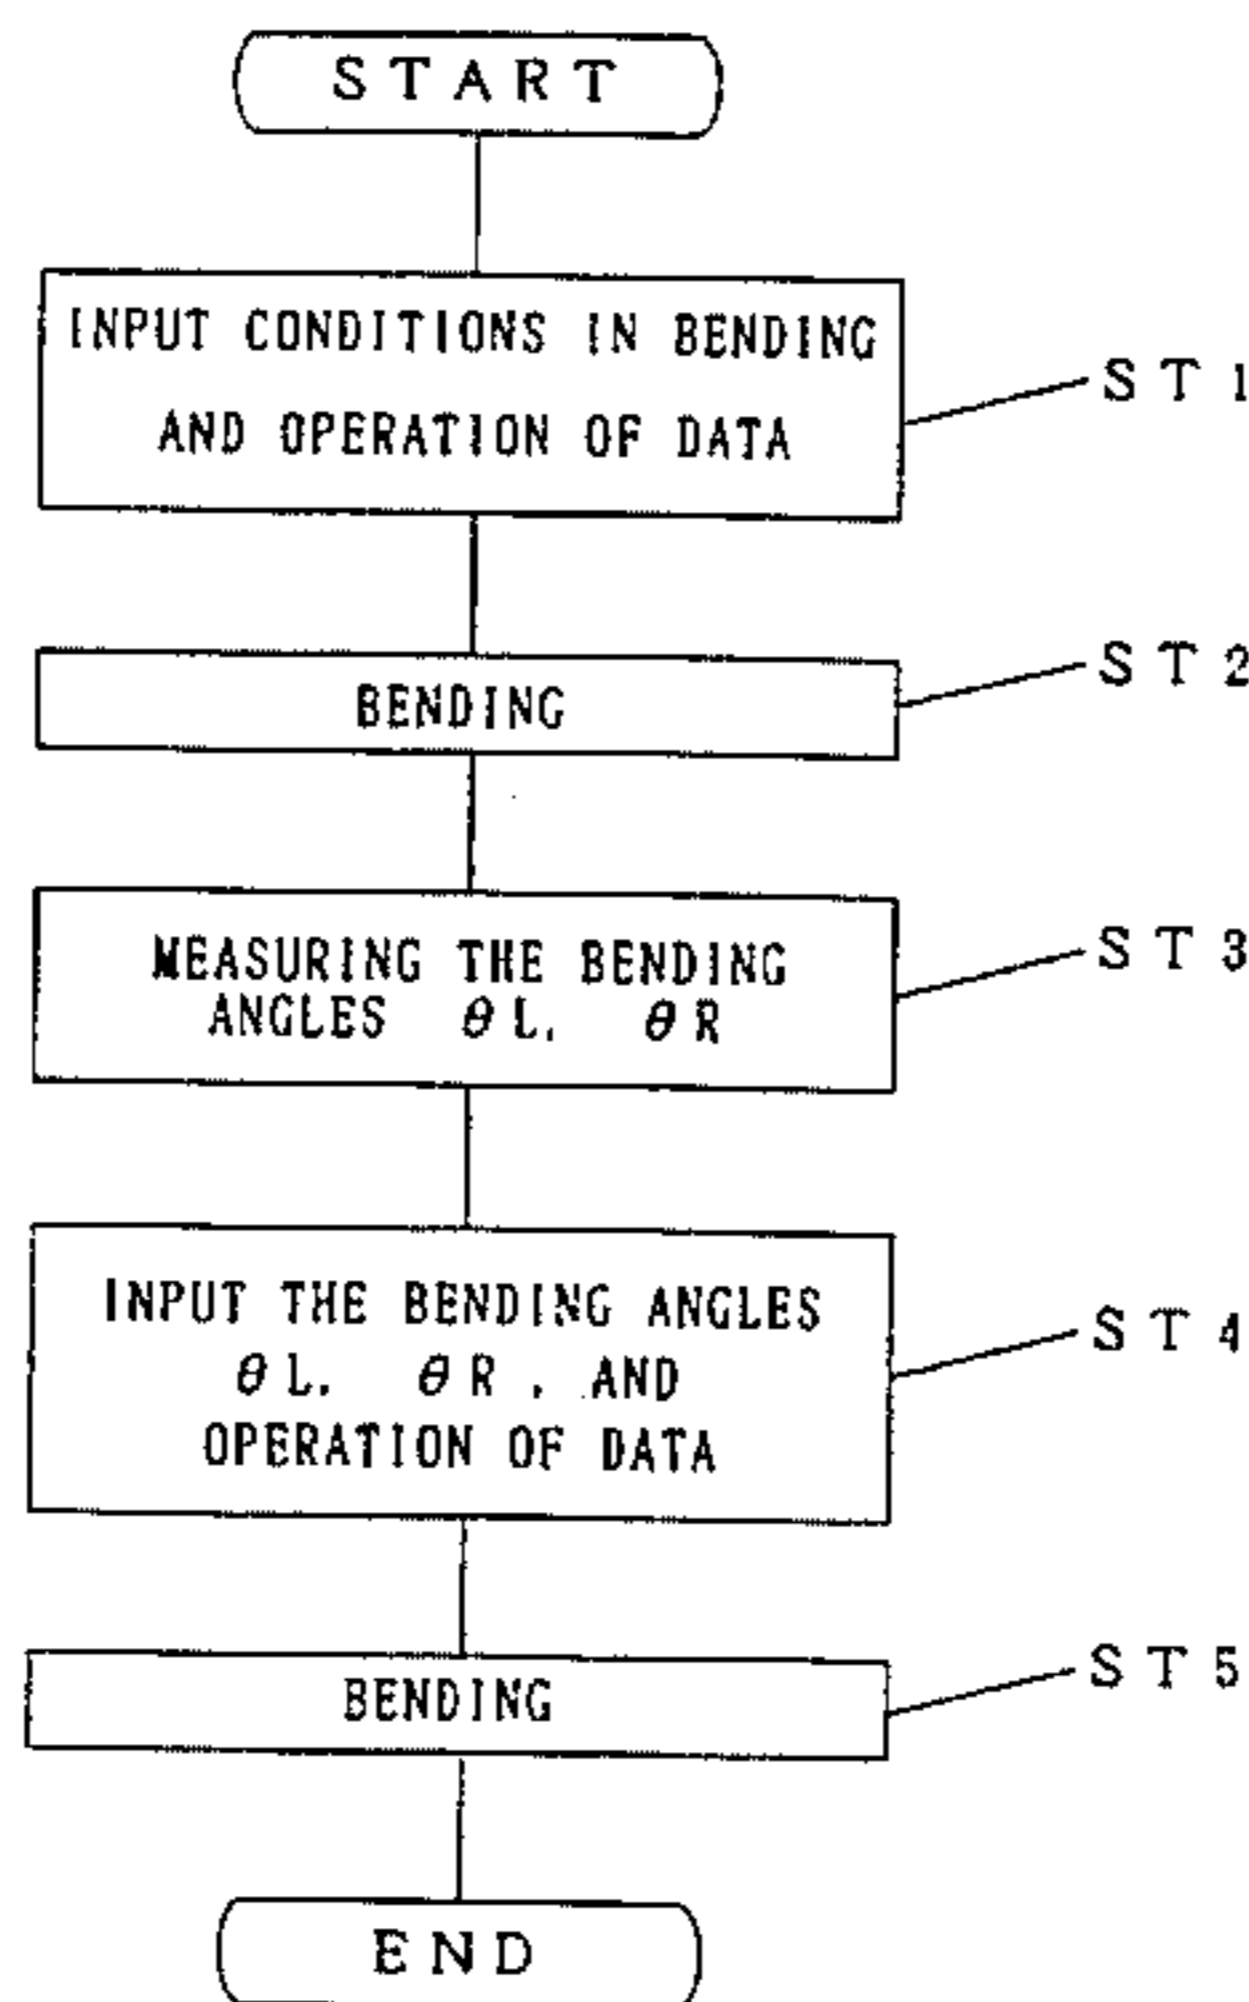 START
INPUT CONDITIONS IN BENDING
AND OPERATION OF DATA
ST1
BENDING
ST2
MEASURING THE BENDING
ANGLES θL, θR
ST3
INPUT THE BENDING ANGLES
θL, θR, AND
OPERATION OF DATA
ST4
BENDING
ST5
END